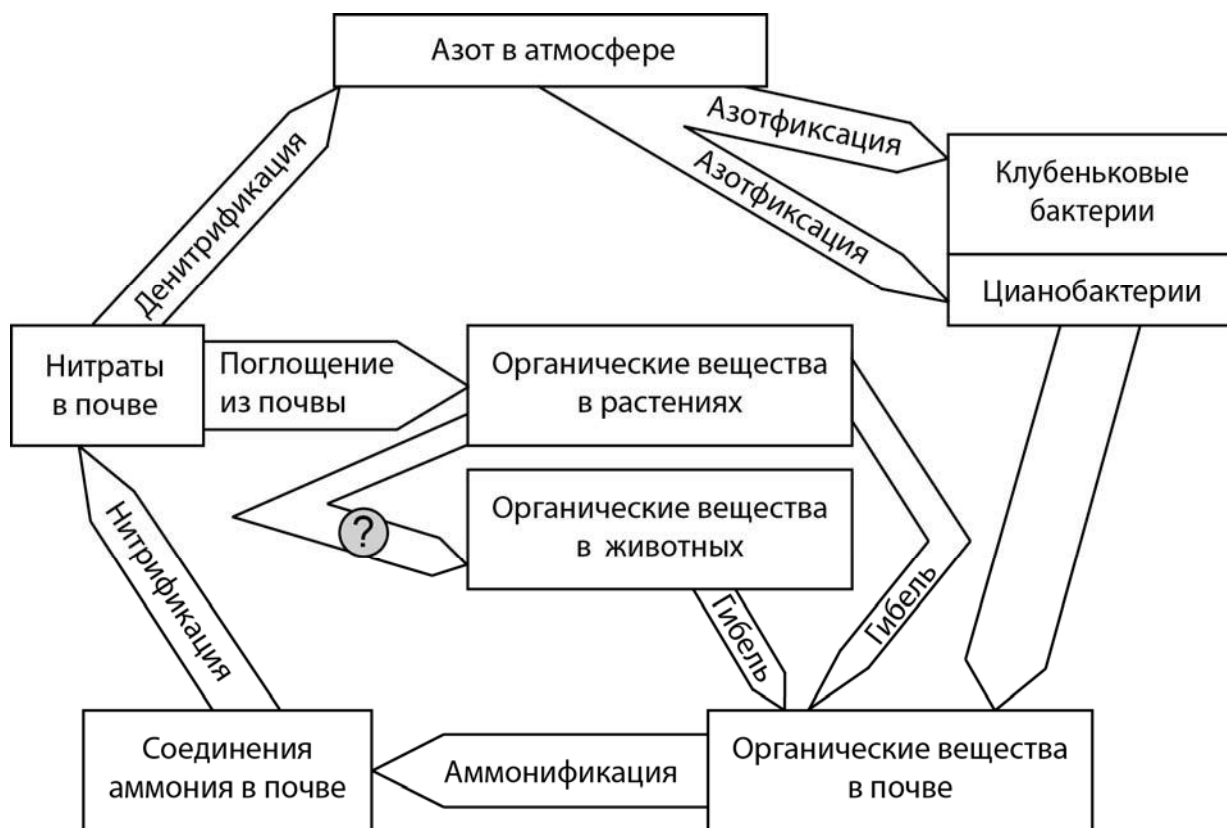 Азот в атмосфере
Азотфиксация
Азотфиксация
Клубеньковые
бактерии
Цианобактерии
Денитрификация
Нитраты
в почве
Поглощение
из почвы
Органические вещества
в растениях
?
Органические вещества
в животных
Нитрификация
Гибель
Гибель
Соединения
аммония в почве
Аммонификация
Органические вещества
в почве